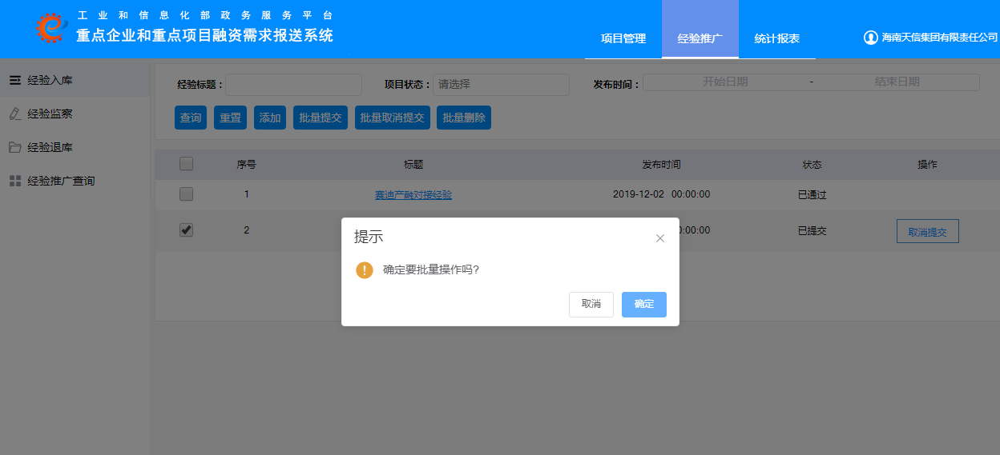 工业和信息化部政务服务平台
重点企业和重点项目融资需求报送系统
项目管理 经验推广 统计报表 海南天信集团有限责任公司
经验入库
经验监察
经验退库
经验推广查询
经验标题： 项目状态： 请选择 发布时间： 开始日期 - 结束日期
查询 重置 添加 批量提交 批量取消提交 批量删除
序号 标题 发布时间 状态 操作
1 赛迪产融对接经验 2019-12-02 00:00:00 已通过
2 0:00:00 已提交 取消提交
提示
确定要批量操作吗?
取消 确定